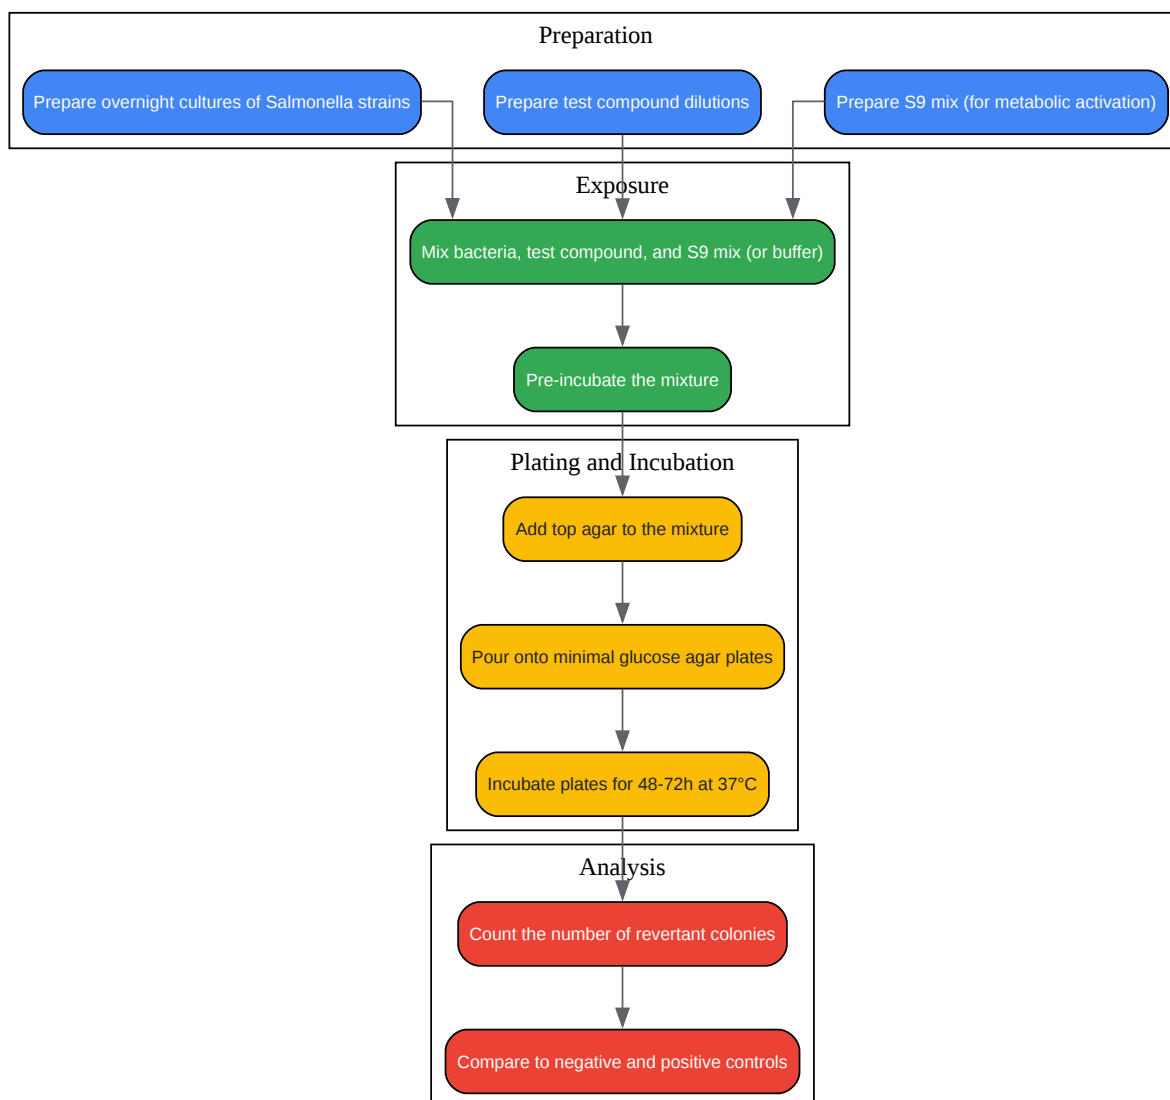 Preparation
Prepare overnight cultures of Salmonella strains
Prepare test compound dilutions
Prepare S9 mix (for metabolic activation)
Exposure
Mix bacteria, test compound, and S9 mix (or buffer)
Pre-incubate the mixture
Plating and Incubation
Add top agar to the mixture
Pour onto minimal glucose agar plates
Incubate plates for 48-72h at 37°C
Analysis
Count the number of revertant colonies
Compare to negative and positive controls